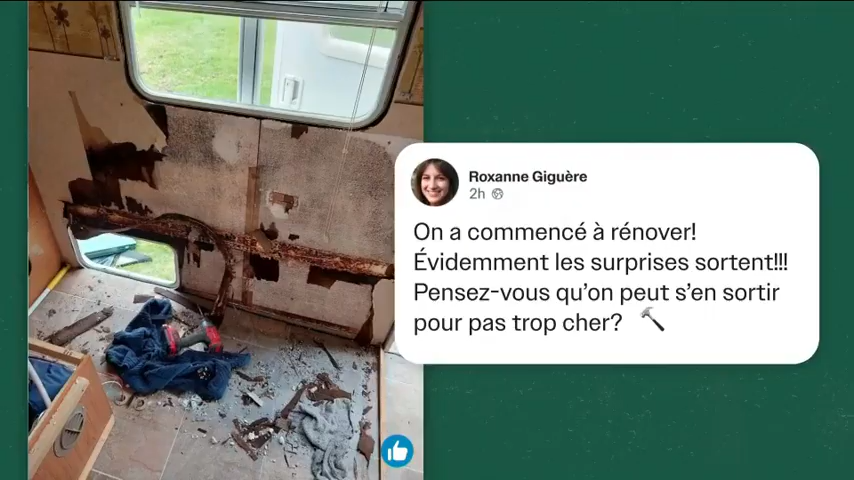 Roxanne Giguère
2h
On a commencé à rénover!
Évidemment les surprises sortent!!!
Pensez-vous qu'on peut s'en sortir
pour pas trop cher? 🔨